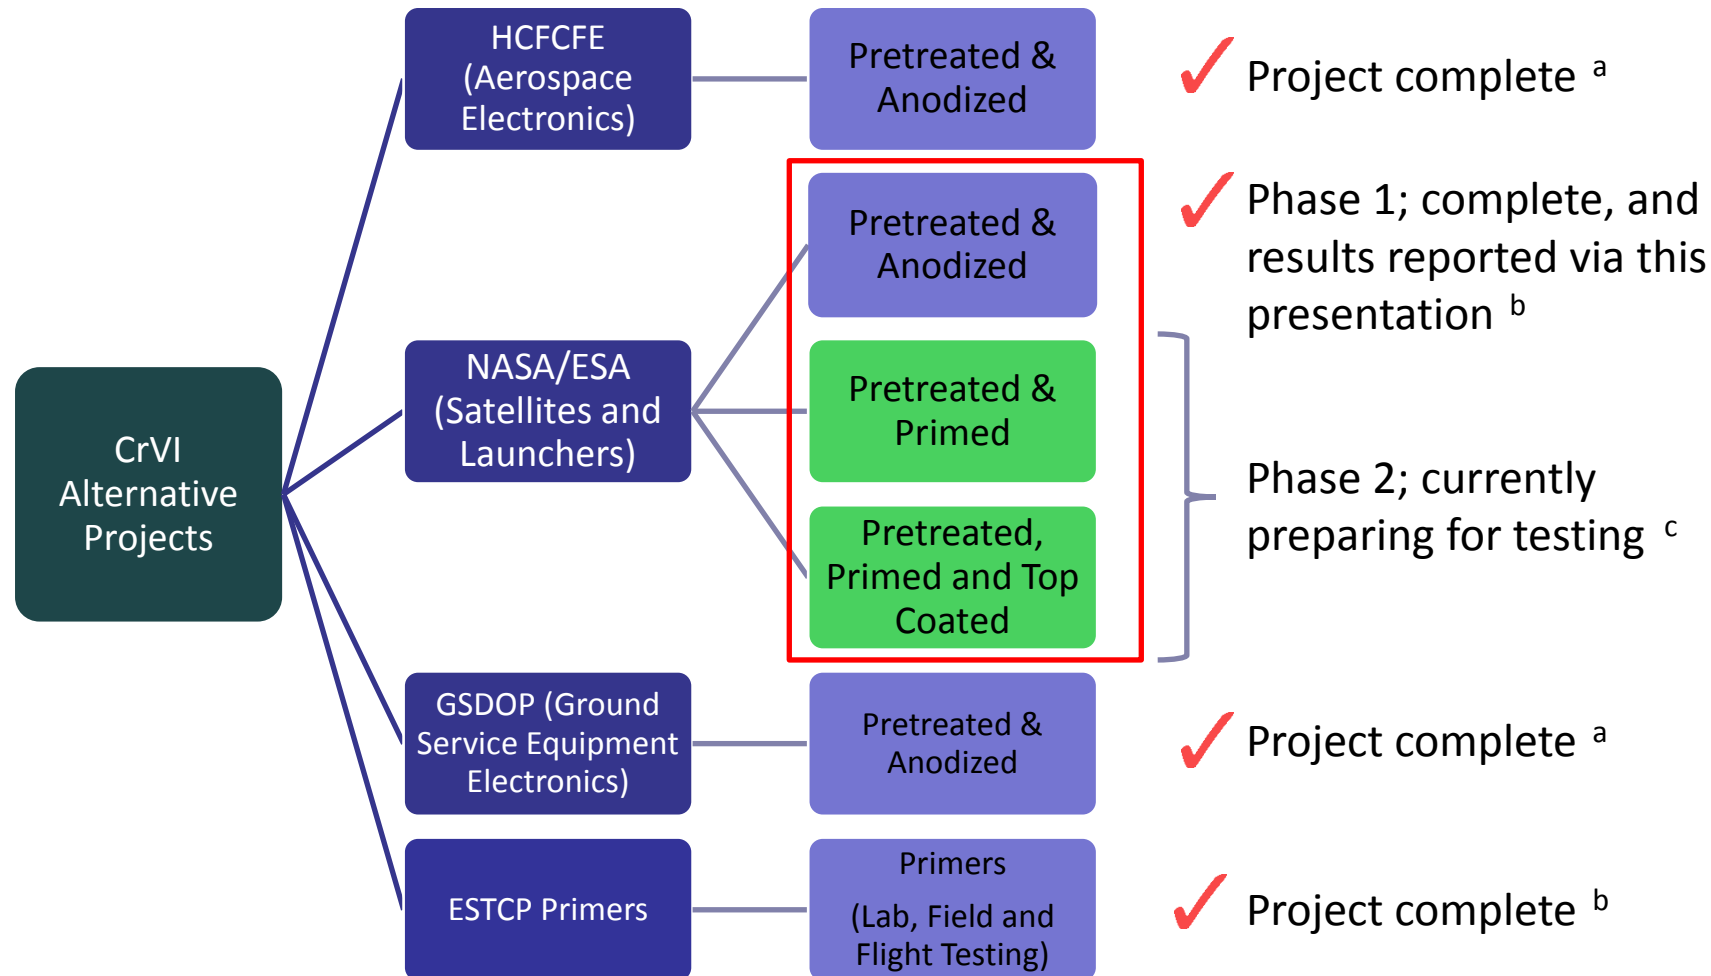 CrVI
Alternative
Projects
HCFCFE
(Aerospace
Electronics)
Pretreated &
Anodized
Project complete a
NASA/ESA
(Satellites and
Launchers)
Pretreated &
Anodized
Phase 1; complete, and
results reported via this
presentation b
Pretreated &
Primed
Pretreated,
Primed and Top
Coated
Phase 2; currently
preparing for testing c
GSDOP (Ground
Service Equipment
Electronics)
Pretreated &
Anodized
Project complete a
ESTCP Primers
Primers
(Lab, Field and
Flight Testing)
Project complete b